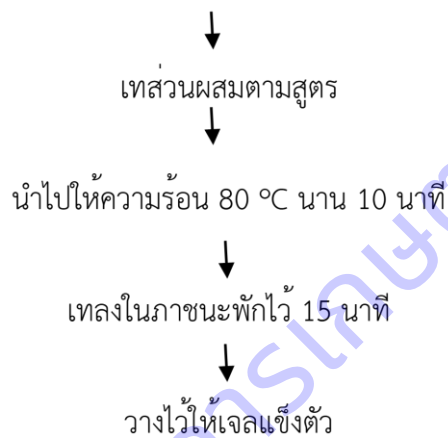 เทส่วนผสมตามสูตร
นำไปให้ความร้อน 80 °C นาน 10 นาที
เทลงในภาชนะพักไว้ 15 นาที
วางไว้ให้เจลแข็งตัว